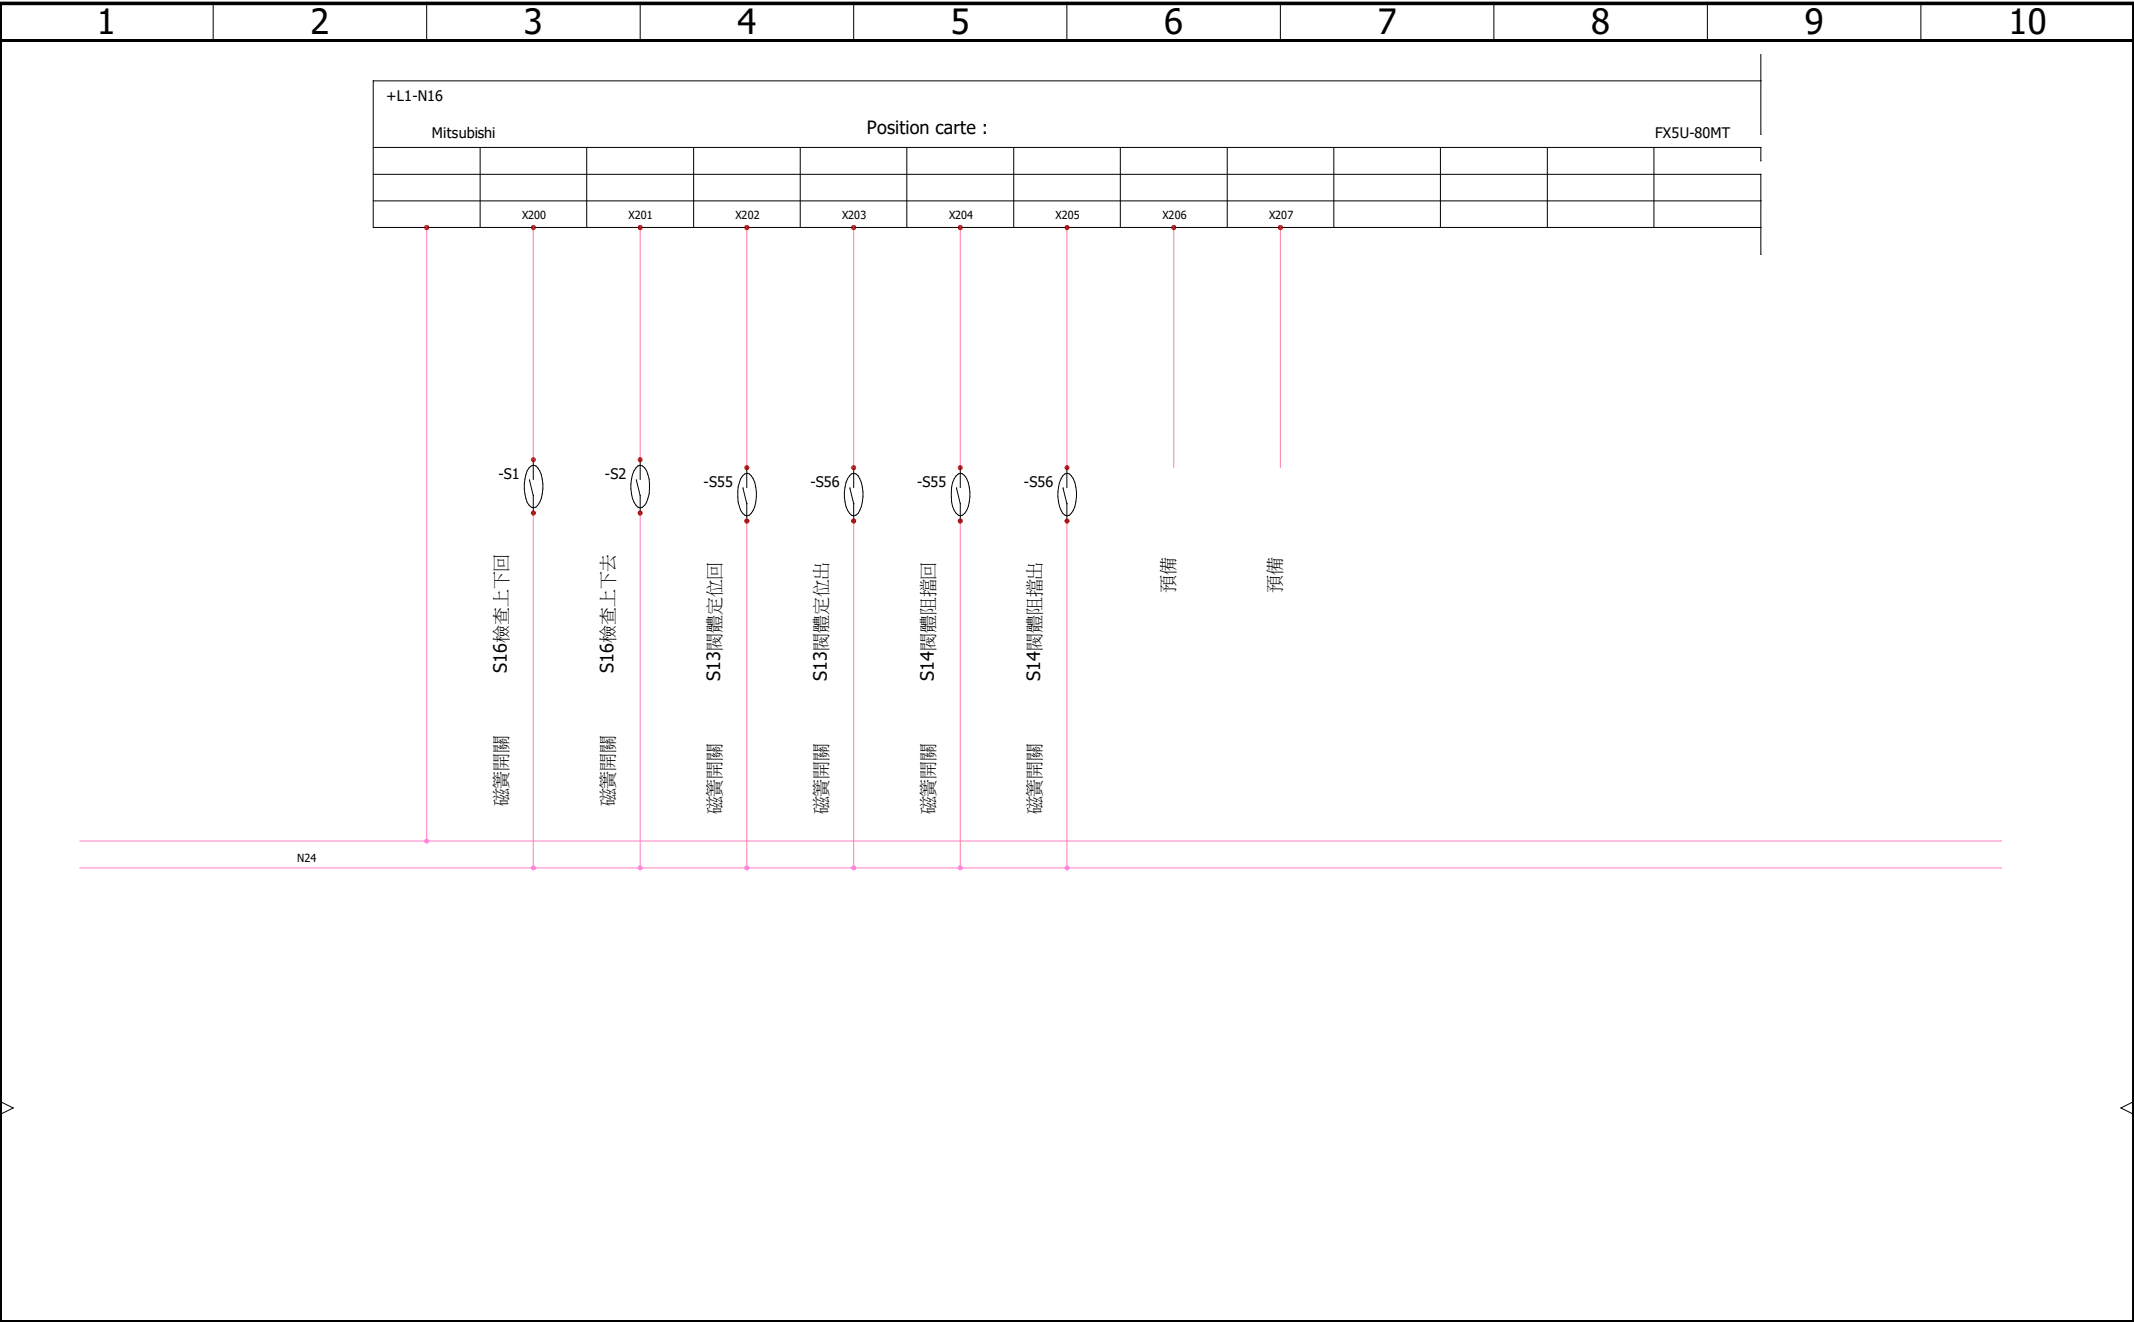 1 2 3 4 5 6 7 8 9 10
+L1-N16
Mitsubishi Position carte : FX5U-80MT
X200 X201 X202 X203 X204 X205 X206 X207
-S1 -S2 -S55 -S56 -S55 -S56
S16檢查上下回
磁簧開關
S16檢查上下去
磁簧開關
S13閥體定位回
磁簧開關
S13閥體定位出
磁簧開關
S14閥體阻擋回
磁簧開關
S14閥體阻擋出
磁簧開關
預備
預備
N24